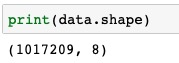 print(data.shape)
(1017209, 8)